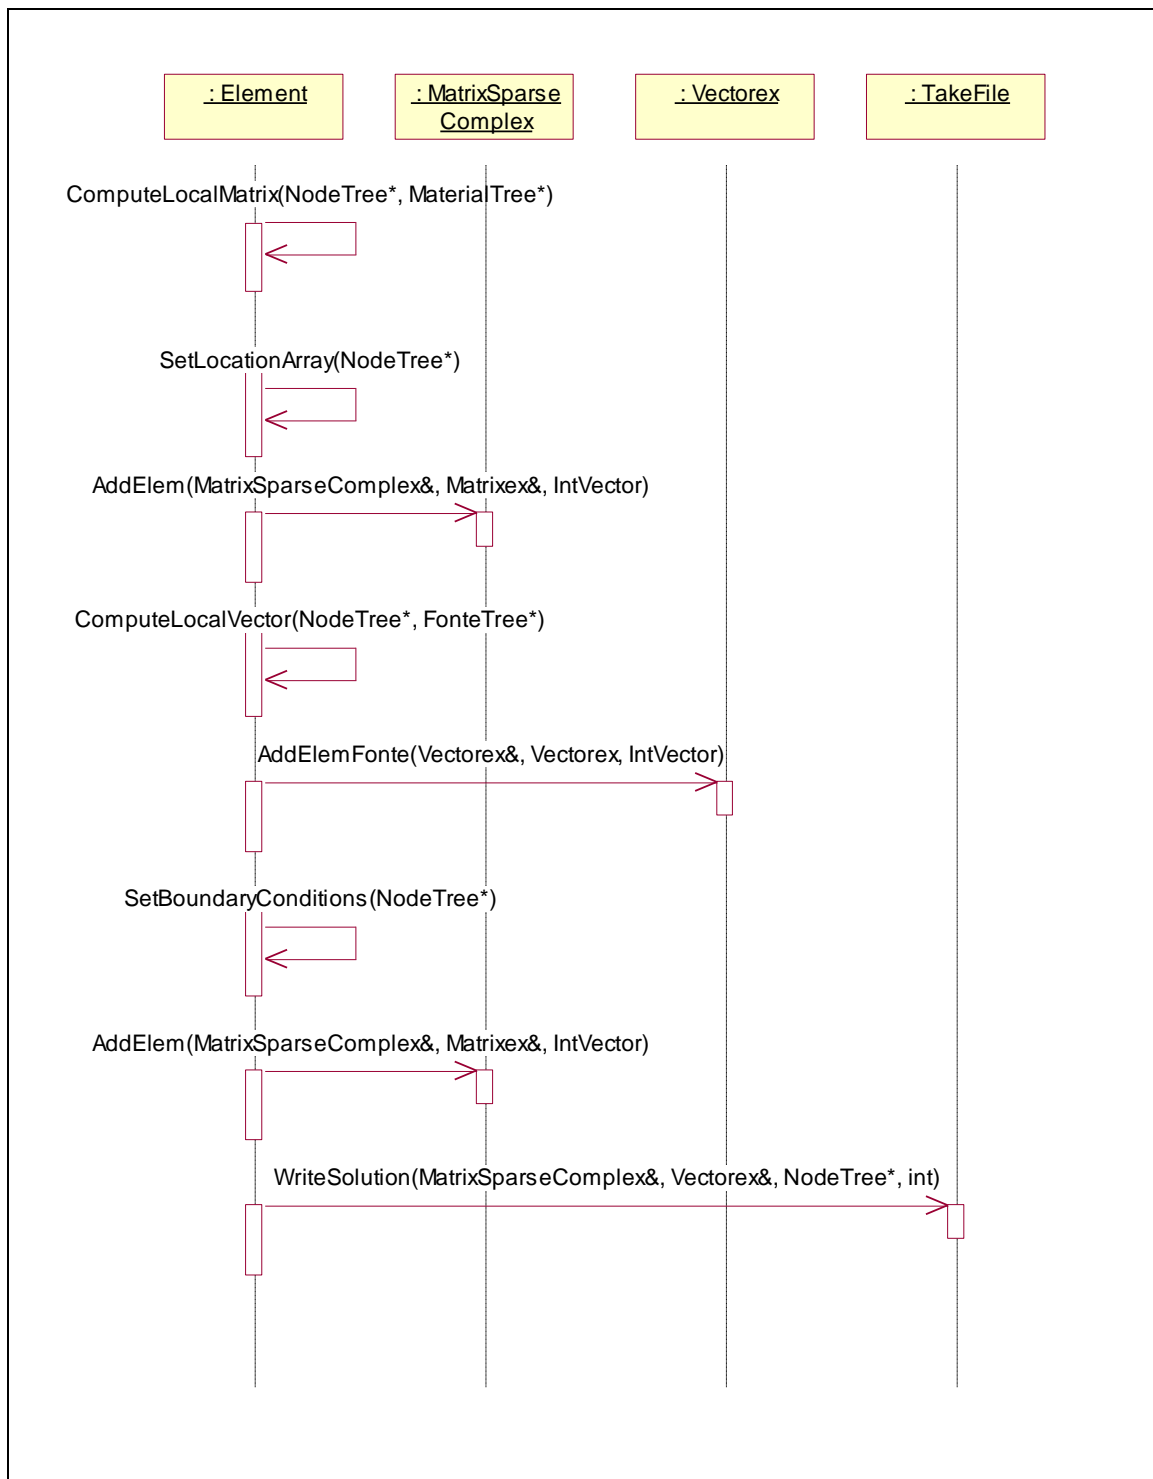 : Element
: MatrixSparse
Complex
: Vectorex
: TakeFile
ComputeLocalMatrix(NodeTree*, MaterialTree*)
SetLocationArray(NodeTree*)
AddElem(MatrixSparseComplex&, Matrixex&, IntVector)
ComputeLocalVector(NodeTree*, FonteTree*)
AddElemFonte(Vectorex&, Vectorex, IntVector)
SetBoundaryConditions(NodeTree*)
AddElem(MatrixSparseComplex&, Matrixex&, IntVector)
WriteSolution(MatrixSparseComplex&, Vectorex&, NodeTree*, int)